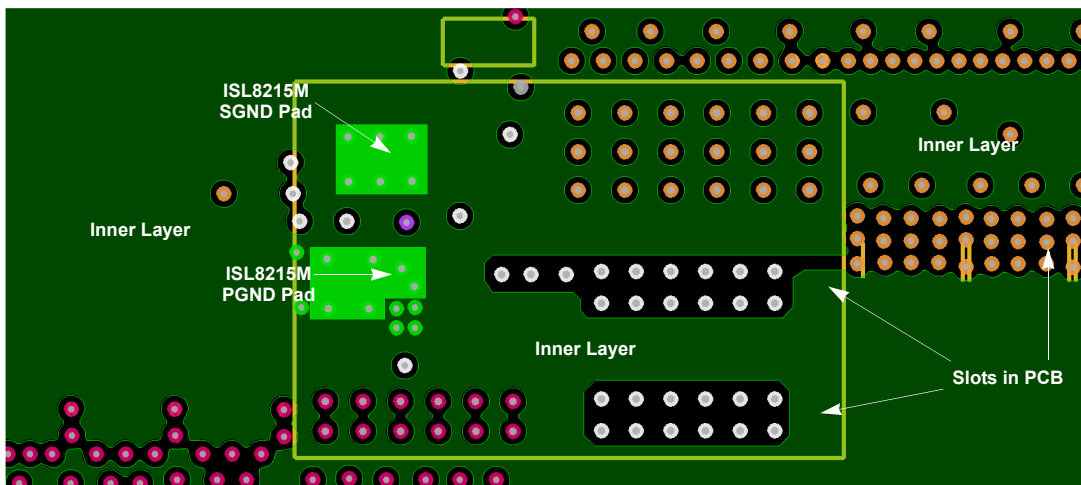 ISL8215M
SGND Pad
Inner Layer
Inner Layer
ISL8215M
PGND Pad
Inner Layer
Slots in PCB